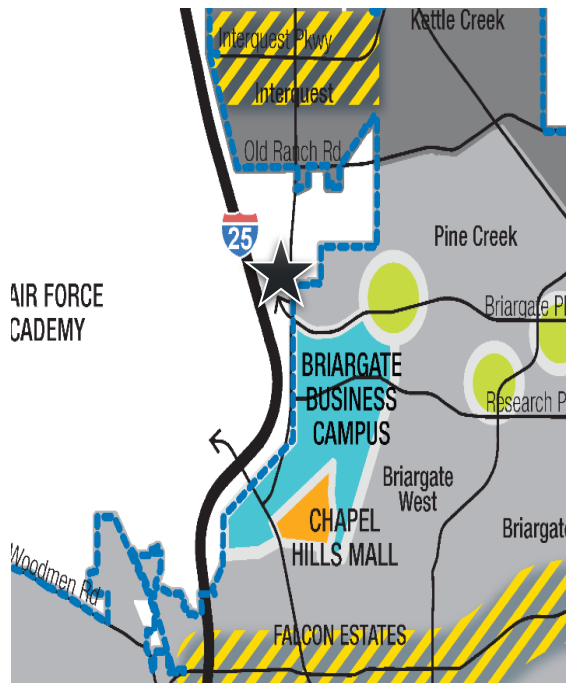 Kettle Creek
Interquest Pkwy
Interquest
Old Ranch Rd
25
Pine Creek
AIR FORCE
CADEMY
Briargate P
BRIARGATE
BUSINESS
CAMPUS
Research P
Briargate
West
CHAPEL
HILLS MALL
Briargate
Woodmen Rd
FALCON ESTATES